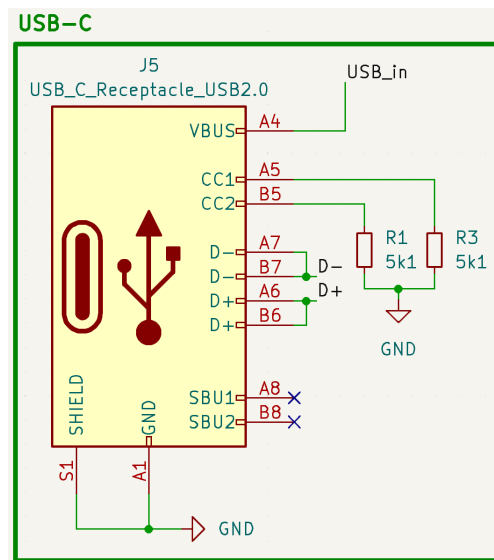 USB-C
J5
USB_C_Receptacle_USB2.0
USB_in
VBUS A4
CC1 A5
CC2 B5
R1 R3
5k1 5k1
D- A7
D- B7 D-
D+ A6 D+
D+ B6
GND
SBU1 A8
SBU2 B8
SHIELD GND
S1 A1
GND